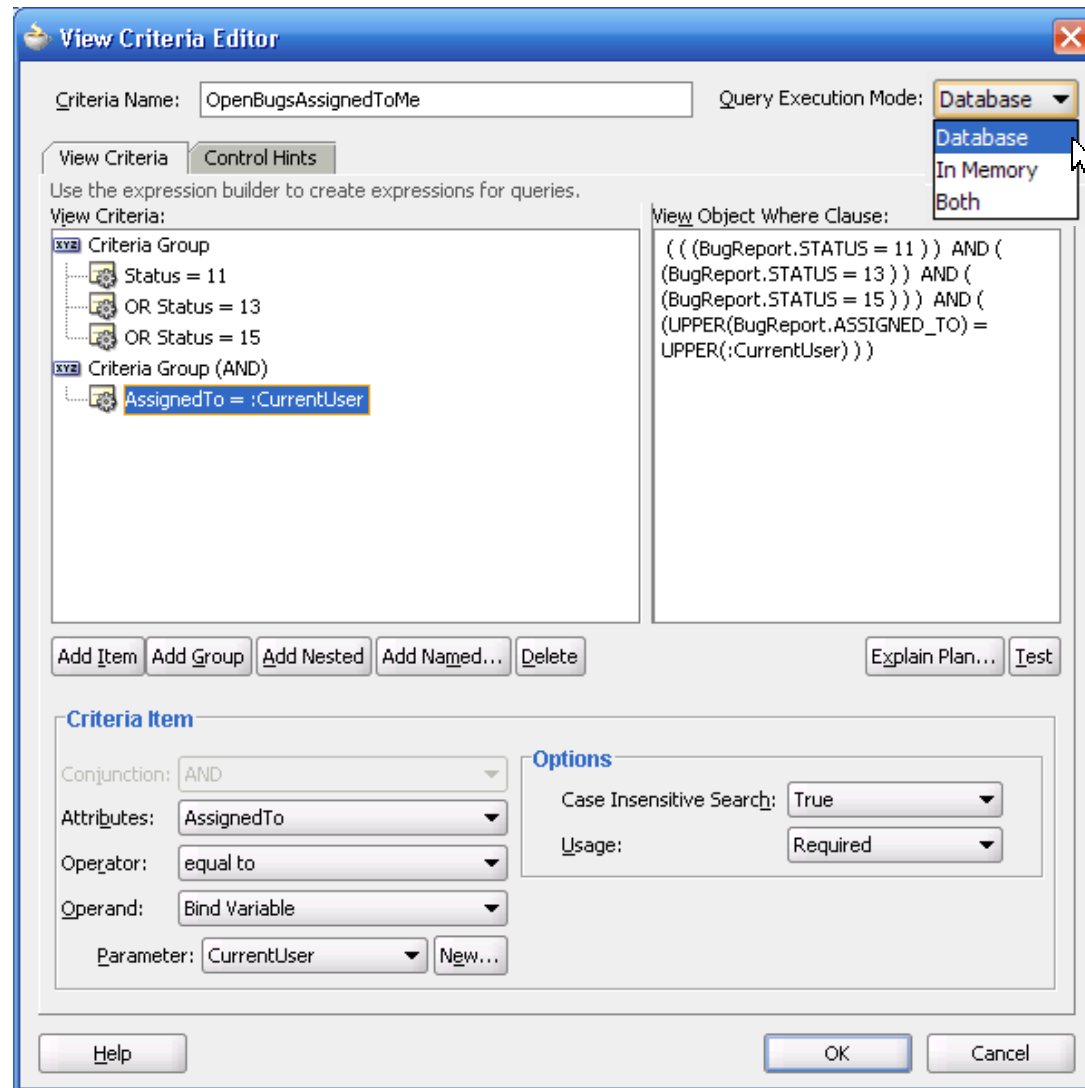 View Criteria Editor
Criteria Name: OpenBugsAssignedToMe Query Execution Mode: Database
Database
In Memory
Both
View Criteria Control Hints
Use the expression builder to create expressions for queries.
View Criteria: View Object Where Clause:
xyz Criteria Group
Status = 11
OR Status = 13
OR Status = 15
xyz Criteria Group (AND)
AssignedTo = :CurrentUser
( ( (BugReport.STATUS = 11 ) ) AND (
(BugReport.STATUS = 13 ) ) AND (
(BugReport.STATUS = 15 ) ) ) AND (
(UPPER(BugReport.ASSIGNED_TO) =
UPPER(:CurrentUser) ) )
Add Item Add Group Add Nested Add Named... Delete Explain Plan... Test
Criteria Item
Conjunction: AND
Attributes: AssignedTo
Operator: equal to
Operand: Bind Variable
Parameter: CurrentUser New...
Options
Case Insensitive Search: True
Usage: Required
Help OK Cancel